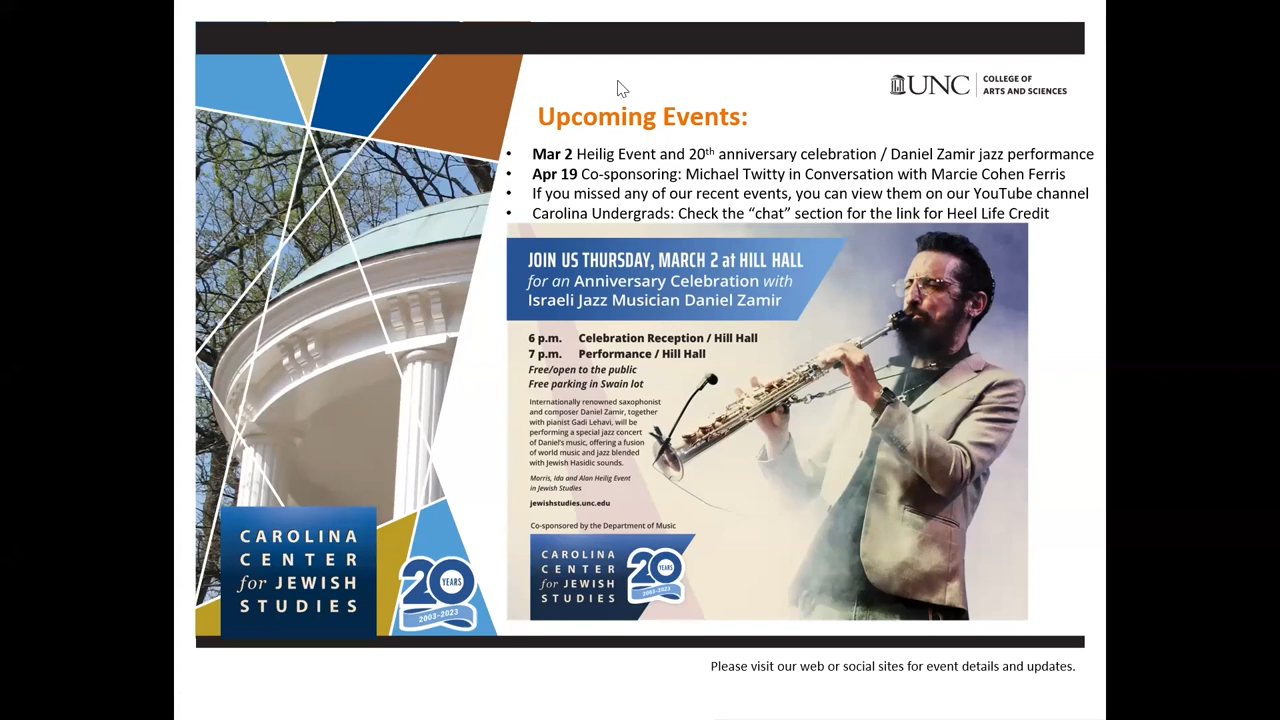 UNC COLLEGE OF
ARTS AND SCIENCES
Upcoming Events:
• Mar 2 Heilig Event and 20th anniversary celebration / Daniel Zamir jazz performance
• Apr 19 Co-sponsoring: Michael Twitty in Conversation with Marcie Cohen Ferris
• If you missed any of our recent events, you can view them on our YouTube channel
• Carolina Undergrads: Check the “chat” section for the link for Heel Life Credit
JOIN US THURSDAY, MARCH 2 at HILL HALL
for an Anniversary Celebration with
Israeli Jazz Musician Daniel Zamir
6 p.m. Celebration Reception / Hill Hall
7 p.m. Performance / Hill Hall
Free/open to the public
Free parking in Swain lot
Internationally renowned saxophonist
and composer Daniel Zamir, together
with pianist Gadi Lehavi, will be
performing a special jazz concert
of Daniel's music, offering a fusion
of world music and jazz blended
with Jewish Hasidic sounds.
Morris, Ida and Alan Heilig Event
in Jewish Studies
jewishstudies.unc.edu
Co-sponsored by the Department of Music
CAROLINA
CENTER
for JEWISH
STUDIES
20 YEARS
2003-2023
CAROLINA
CENTER
for JEWISH
STUDIES
20 YEARS
2003-2023
Please visit our web or social sites for event details and updates.